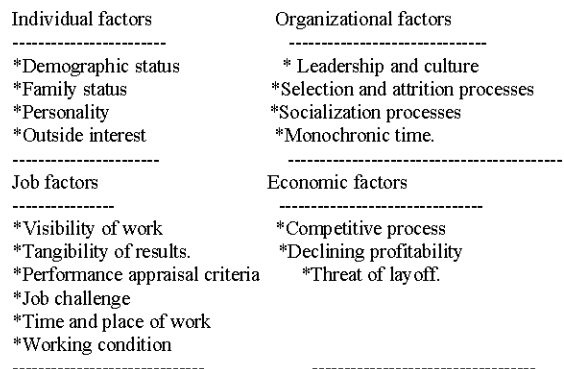 Individual factors
-----------------------
*Demographic status
*Family status
*Personality
*Outside interest
----------------------
Organizational factors
------------------------------
* Leadership and culture
*Selection and attrition processes
*Socialization processes
*Monochronic time.
------------------------------------------
Job factors
----------------
*Visibility of work
*Tangibility of results.
*Performance appraisal criteria
*Job challenge
*Time and place of work
*Working condition
-----------------------------
Economic factors
-------------------------------
*Competitive process
*Declining profitability
*Threat of layoff.
----------------------------------